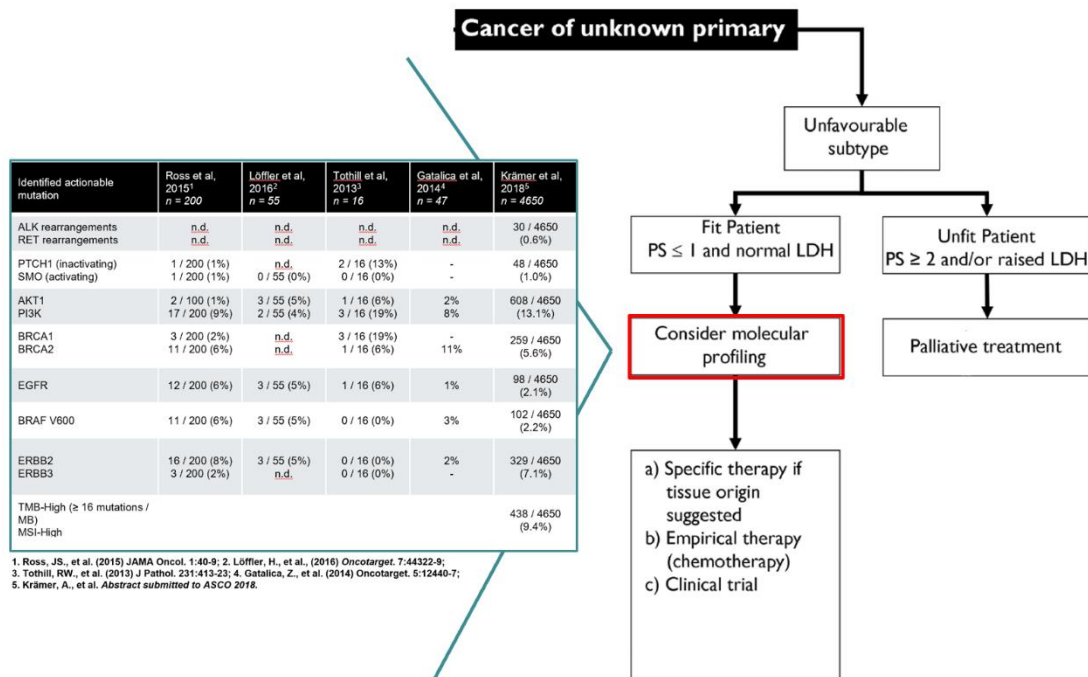 Cancer of unknown primary
Unfavourable
subtype
Fit Patient
PS ≤ 1 and normal LDH
Unfit Patient
PS ≥ 2 and/or raised LDH
Consider molecular
profiling
Palliative treatment
a) Specific therapy if
tissue origin
suggested
b) Empirical therapy
(chemotherapy)
c) Clinical trial
Identified actionable mutation Ross et al, 2015¹ n = 200 Löffler et al, 2016² n = 55 Tothill et al, 2013³ n = 16 Gatalica et al, 2014⁴ n = 47 Krämer et al, 2018⁵ n = 4650
ALK rearrangements n.d. n.d. n.d. n.d. 30 / 4650
RET rearrangements n.d. n.d. n.d. n.d. (0.6%)
PTCH1 (inactivating) 1 / 200 (1%) n.d. 2 / 16 (13%) - 48 / 4650
SMO (activating) 1 / 200 (1%) 0 / 55 (0%) 0 / 16 (0%) - (1.0%)
AKT1 2 / 100 (1%) 3 / 55 (5%) 1 / 16 (6%) 2% 608 / 4650
PI3K 17 / 200 (9%) 2 / 55 (4%) 3 / 16 (19%) 8% (13.1%)
BRCA1 3 / 200 (2%) n.d. 3 / 16 (19%) - 259 / 4650
BRCA2 11 / 200 (6%) n.d. 1 / 16 (6%) 11% (5.6%)
EGFR 12 / 200 (6%) 3 / 55 (5%) 1 / 16 (6%) 1% 98 / 4650
(2.1%)
BRAF V600 11 / 200 (6%) 3 / 55 (5%) 0 / 16 (0%) 3% 102 / 4650
(2.2%)
ERBB2 16 / 200 (8%) 3 / 55 (5%) 0 / 16 (0%) 2% 329 / 4650
ERBB3 3 / 200 (2%) n.d. 0 / 16 (0%) - (7.1%)
TMB-High (≥ 16 mutations /
MB) 438 / 4650
MSI-High (9.4%)
1. Ross, JS., et al. (2015) JAMA Oncol. 1:40-9; 2. Löffler, H., et al., (2016) Oncotarget. 7:44322-9;
3. Tothill, RW., et al. (2013) J Pathol. 231:413-23; 4. Gatalica, Z., et al. (2014) Oncotarget. 5:12440-7;
5. Krämer, A., et al. Abstract submitted to ASCO 2018.